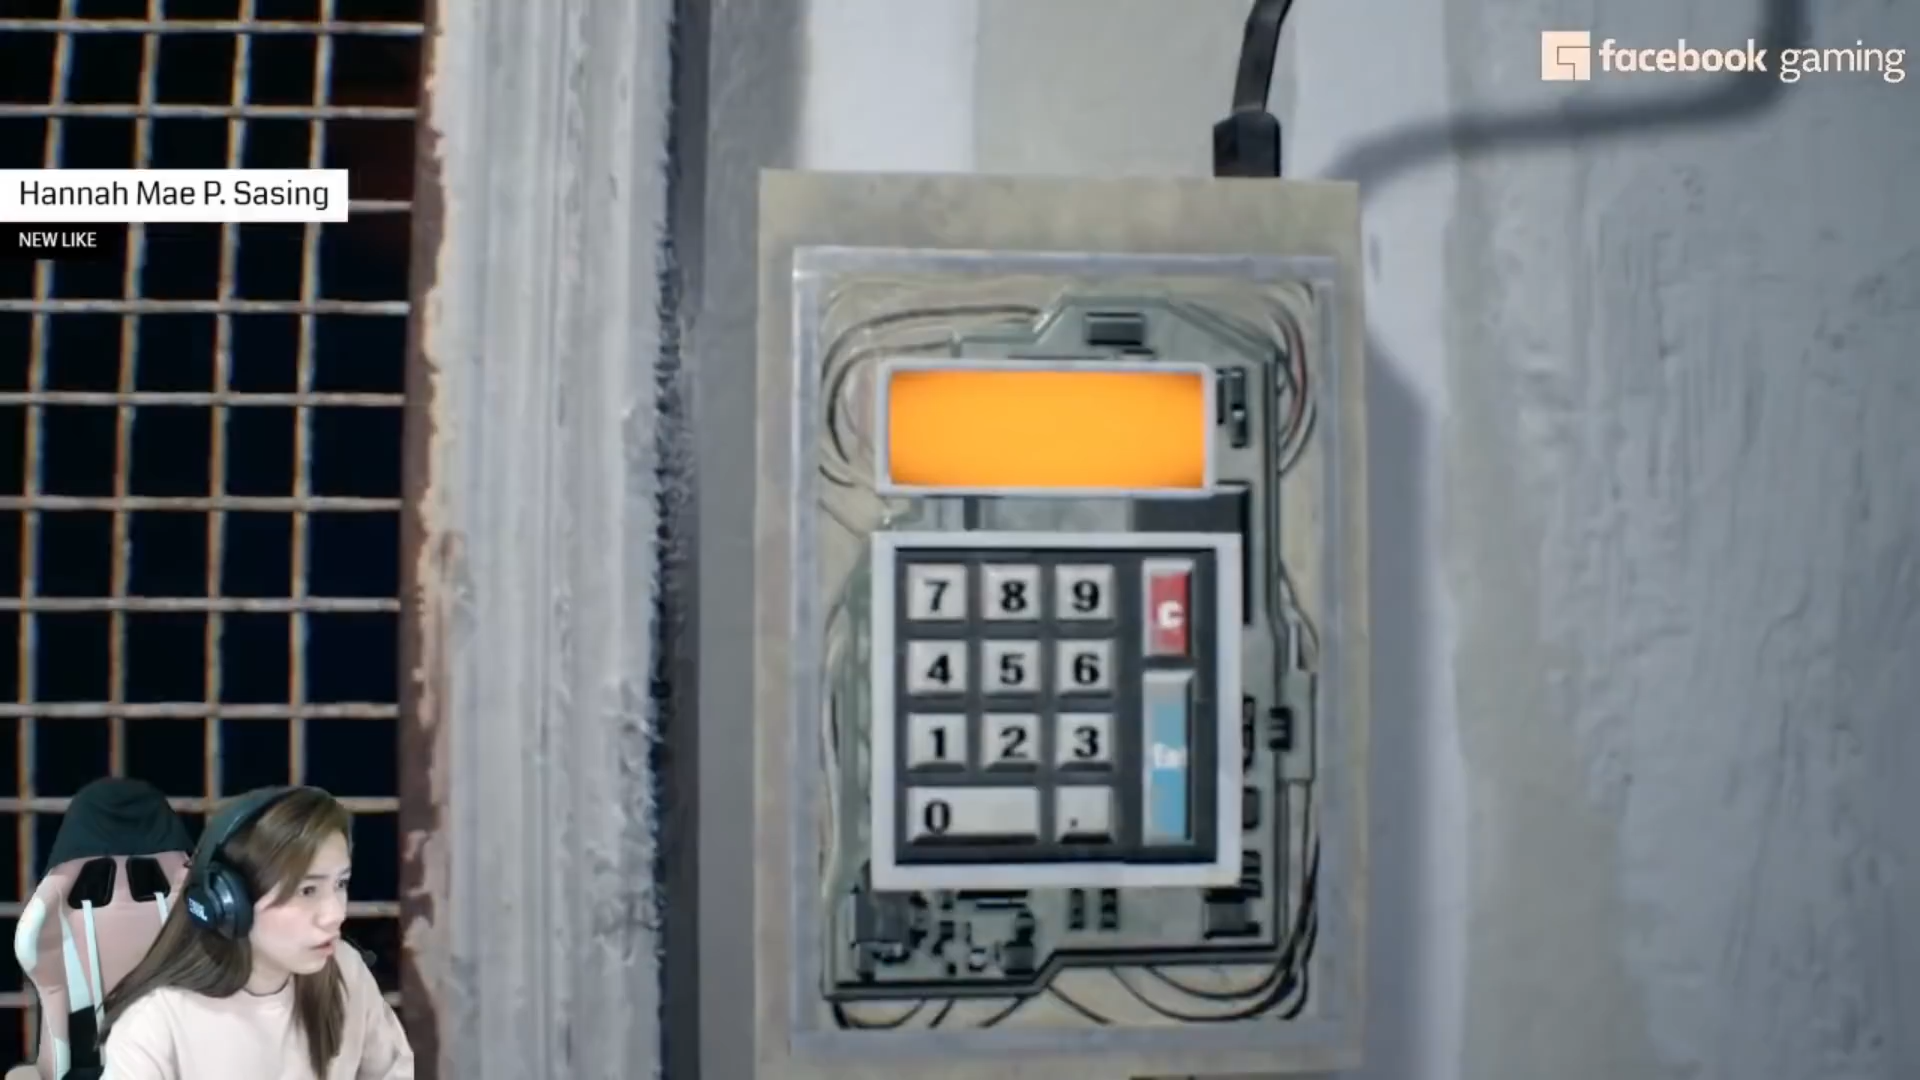 facebook gaming
Hannah Mae P. Sasing
NEW LIKE
7 8 9 C
4 5 6
1 2 3
0 .